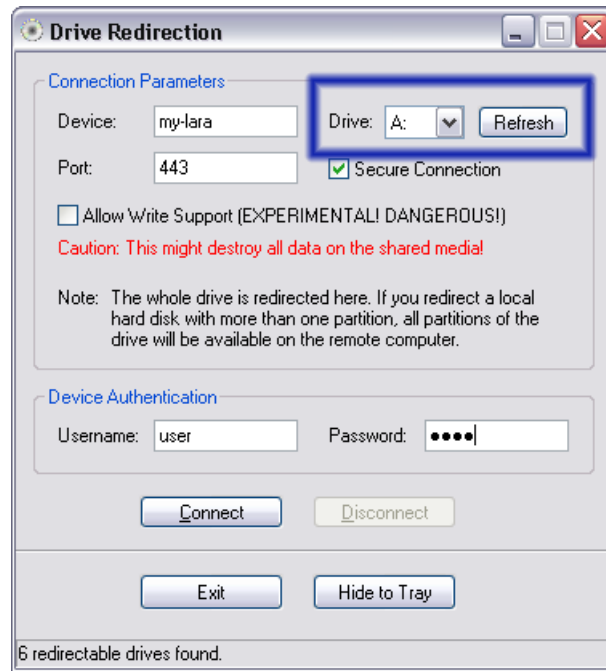 Drive Redirection
Connection Parameters
Device: my-lara Drive: A: Refresh
Port: 443 Secure Connection
Allow Write Support (EXPERIMENTAL! DANGEROUS!)
Caution: This might destroy all data on the shared media!
Note: The whole drive is redirected here. If you redirect a local
hard disk with more than one partition, all partitions of the
drive will be available on the remote computer.
Device Authentication
Username: user Password: ●●●●
Connect Disconnect
Exit Hide to Tray
6 redirectable drives found.